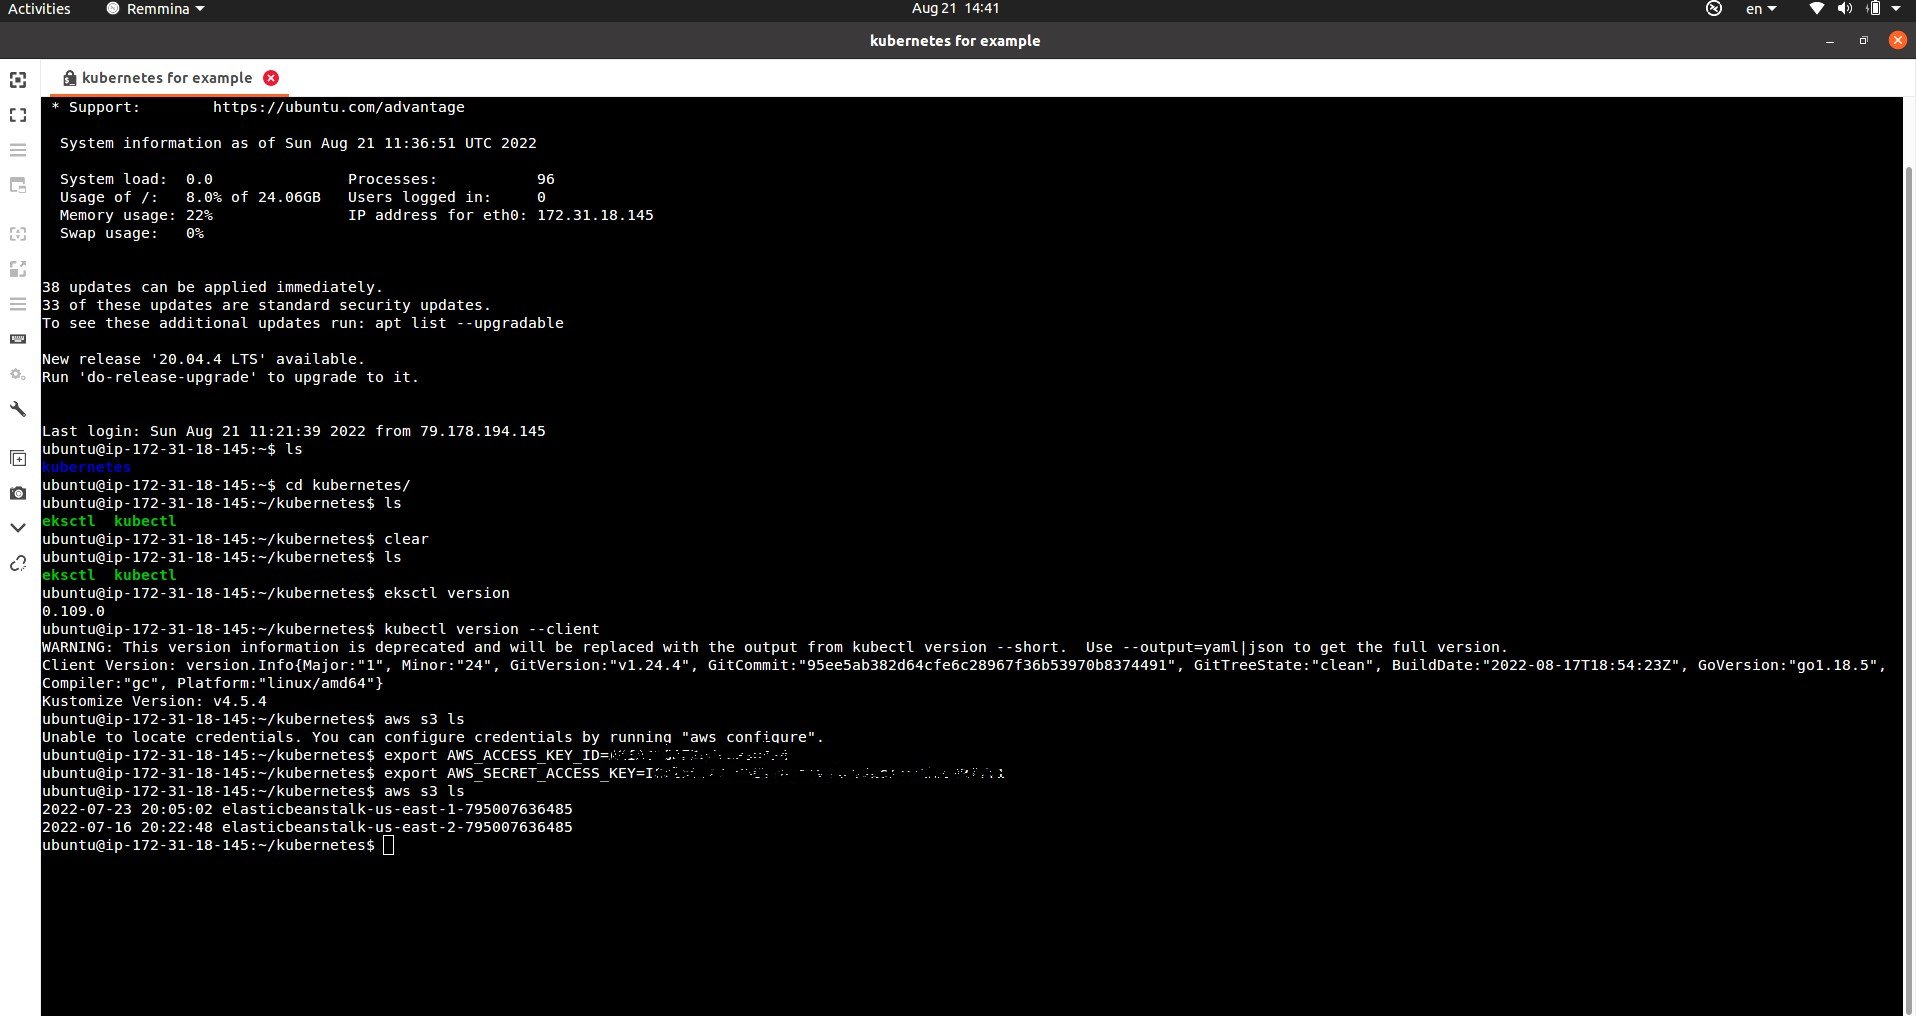 Activities Remmina Aug 21 14:41 en
kubernetes for example
kubernetes for example
* Support: https://ubuntu.com/advantage
System information as of Sun Aug 21 11:36:51 UTC 2022
System load: 0.0 Processes: 96
Usage of /: 8.0% of 24.06GB Users logged in: 0
Memory usage: 22% IP address for eth0: 172.31.18.145
Swap usage: 0%
38 updates can be applied immediately.
33 of these updates are standard security updates.
To see these additional updates run: apt list --upgradable
New release '20.04.4 LTS' available.
Run 'do-release-upgrade' to upgrade to it.
Last login: Sun Aug 21 11:21:39 2022 from 79.178.194.145
ubuntu@ip-172-31-18-145:~$ ls
kubernetes
ubuntu@ip-172-31-18-145:~$ cd kubernetes/
ubuntu@ip-172-31-18-145:~/kubernetes$ ls
eksctl kubectl
ubuntu@ip-172-31-18-145:~/kubernetes$ clear
ubuntu@ip-172-31-18-145:~/kubernetes$ ls
eksctl kubectl
ubuntu@ip-172-31-18-145:~/kubernetes$ eksctl version
0.109.0
ubuntu@ip-172-31-18-145:~/kubernetes$ kubectl version --client
WARNING: This version information is deprecated and will be replaced with the output from kubectl version --short. Use --output=yaml|json to get the full version.
Client Version: version.Info{Major:"1", Minor:"24", GitVersion:"v1.24.4", GitCommit:"95ee5ab382d64cfe6c28967f36b53970b8374491", GitTreeState:"clean", BuildDate:"2022-08-17T18:54:23Z", GoVersion:"go1.18.5",
Compiler:"gc", Platform:"linux/amd64"}
Kustomize Version: v4.5.4
ubuntu@ip-172-31-18-145:~/kubernetes$ aws s3 ls
Unable to locate credentials. You can configure credentials by running "aws configure".
ubuntu@ip-172-31-18-145:~/kubernetes$ export AWS_ACCESS_KEY_ID=
ubuntu@ip-172-31-18-145:~/kubernetes$ export AWS_SECRET_ACCESS_KEY=
ubuntu@ip-172-31-18-145:~/kubernetes$ aws s3 ls
2022-07-23 20:05:02 elasticbeanstalk-us-east-1-795007636485
2022-07-16 20:22:48 elasticbeanstalk-us-east-2-795007636485
ubuntu@ip-172-31-18-145:~/kubernetes$